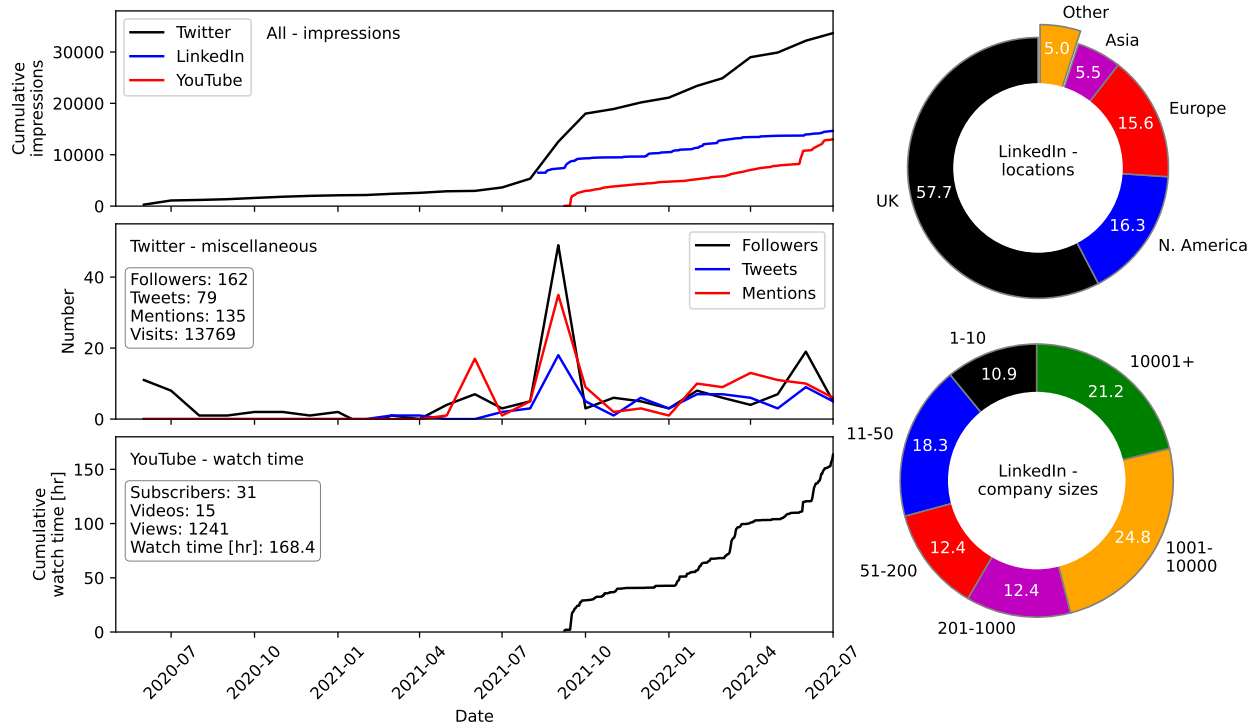 Twitter
LinkedIn
YouTube
All - impressions
30000
20000
10000
0
Cumulative
impressions
Twitter - miscellaneous
Followers: 162
Tweets: 79
Mentions: 135
Visits: 13769
Followers
Tweets
Mentions
40
20
0
Number
YouTube - watch time
Subscribers: 31
Videos: 15
Views: 1241
Watch time [hr]: 168.4
150
100
50
0
Cumulative
watch time [hr]
2020-07
2020-10
2021-01
2021-04
2021-07
2021-10
2022-01
2022-04
2022-07
Date
Other
5.0
Asia
5.5
Europe
15.6
LinkedIn -
locations
UK
57.7
16.3
N. America
1-10
10.9
10001+
21.2
11-50
18.3
LinkedIn -
company sizes
51-200
12.4
201-1000
12.4
24.8
1001-
10000